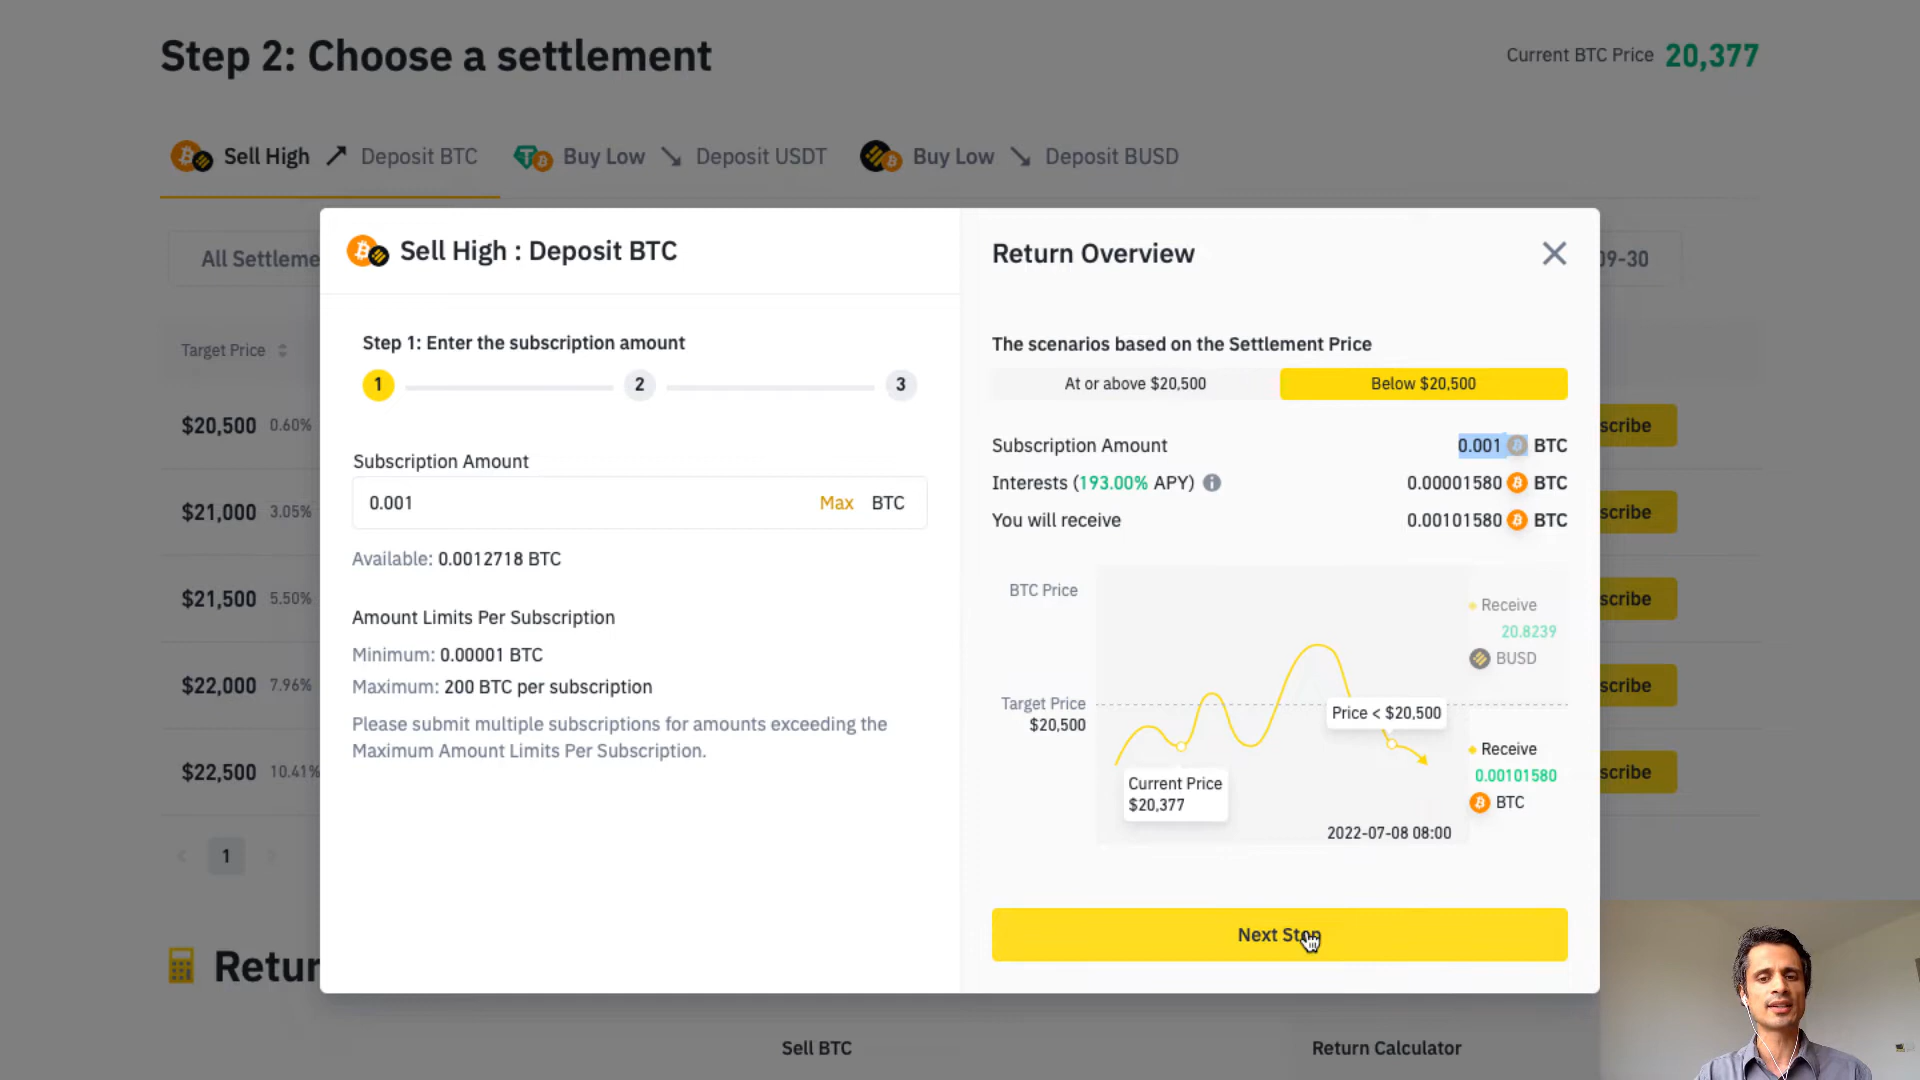 Step 2: Choose a settlement
Current BTC Price 20,377
Sell High Deposit BTC
Buy Low Deposit USDT
Buy Low Deposit BUSD
All Settleme
09-30
Target Price
$20,500 0.60%
scribe
$21,000 3.05%
scribe
$21,500 5.50%
scribe
$22,000 7.96%
scribe
$22,500 10.41%
scribe
1
Retur
Sell BTC
Return Calculator
Sell High : Deposit BTC
Step 1: Enter the subscription amount
1 2 3
Subscription Amount
0.001 Max BTC
Available: 0.0012718 BTC
Amount Limits Per Subscription
Minimum: 0.00001 BTC
Maximum: 200 BTC per subscription
Please submit multiple subscriptions for amounts exceeding the
Maximum Amount Limits Per Subscription.
Return Overview
The scenarios based on the Settlement Price
At or above $20,500
Below $20,500
Subscription Amount 0.001 BTC
Interests (193.00% APY) 0.00001580 BTC
You will receive 0.00101580 BTC
BTC Price
Receive
20.8239
BUSD
Target Price
$20,500
Price < $20,500
Receive
0.00101580
BTC
Current Price
$20,377
2022-07-08 08:00
Next Step